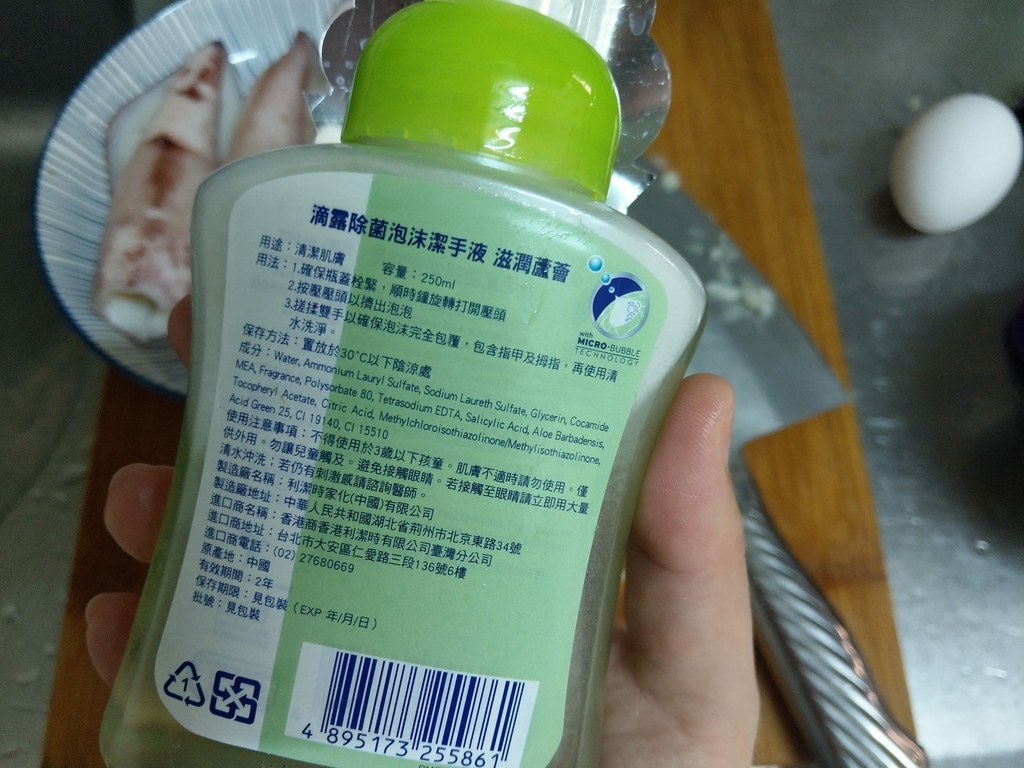 滴露除菌泡沫潔手液 滋潤蘆薈
用途：清潔肌膚 容量：250ml
用法：1.確保瓶蓋栓緊，順時鐘旋轉打開壓頭
2.按壓壓頭以擠出泡泡
3.搓揉雙手以確保泡沫完全包覆，包含指甲及拇指，再使用清
水洗淨。
保存方法：置放於30°C以下陰涼處
成分：Water, Ammonium Lauryl Sulfate, Sodium Laureth Sulfate, Glycerin, Cocamide
MEA, Fragrance, Polysorbate 80, Tetrasodium EDTA, Salicylic Acid, Aloe Barbadensis,
Tocopheryl Acetate, Citric Acid, Methylchloroisothiazolinone/Methylisothiazolinone,
Acid Green 25, CI 19140, CI 15510
使用注意事項：不得使用於3歲以下孩童。肌膚不適時請勿使用。僅
供外用。勿讓兒童觸及。避免接觸眼睛。若接觸至眼睛請立即用大量
清水沖洗；若仍有刺激感請諮詢醫師。
製造廠名稱：利潔時家化(中國)有限公司
製造廠地址：中華人民共和國湖北省荊州市北京東路34號
進口商名稱：香港商香港利潔時有限公司臺灣分公司
進口商地址：台北市大安區仁愛路三段136號6樓
進口商電話：(02) 27680669
原產地：中國
有效期間：2年
保存期限：見包裝（EXP 年/月/日）
批號：見包裝
with
MICRO-BUBBLE
TECHNOLOGY
4 895173 255861